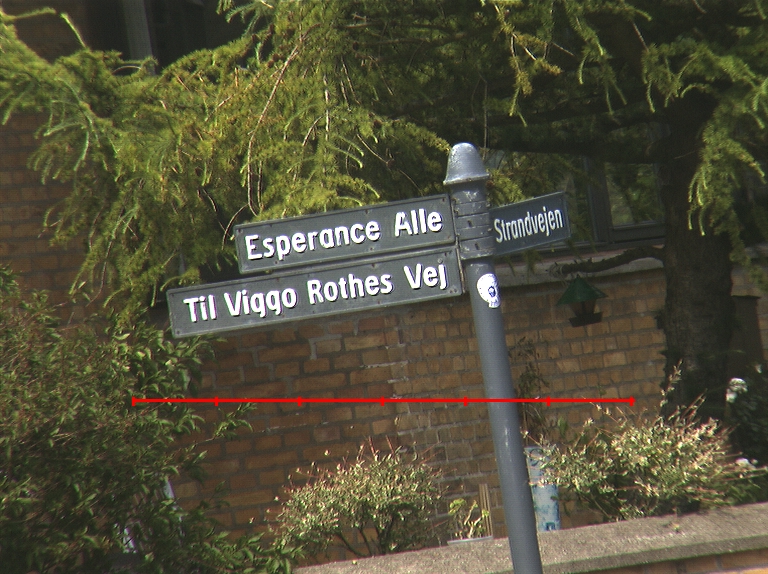 Esperance Alle
Strandvejen
Til Viggo Rothes Vej